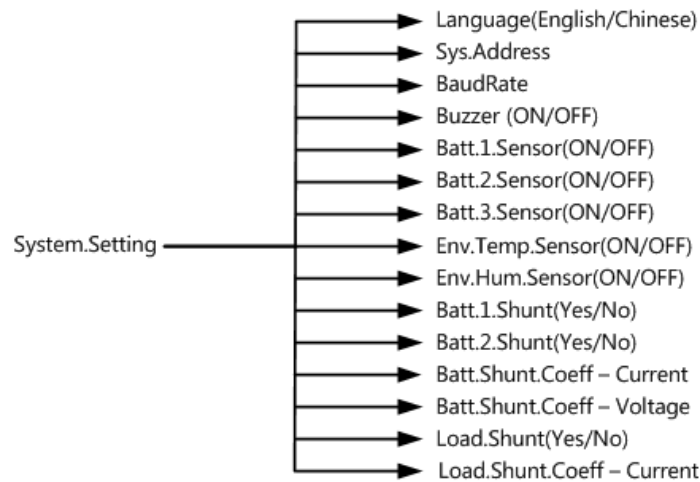 Language(English/Chinese)
Sys.Address
BaudRate
Buzzer (ON/OFF)
Batt.1.Sensor(ON/OFF)
Batt.2.Sensor(ON/OFF)
Batt.3.Sensor(ON/OFF)
System.Setting
Env.Temp.Sensor(ON/OFF)
Env.Hum.Sensor(ON/OFF)
Batt.1.Shunt(Yes/No)
Batt.2.Shunt(Yes/No)
Batt.Shunt.Coeff – Current
Batt.Shunt.Coeff – Voltage
Load.Shunt(Yes/No)
Load.Shunt.Coeff – Current